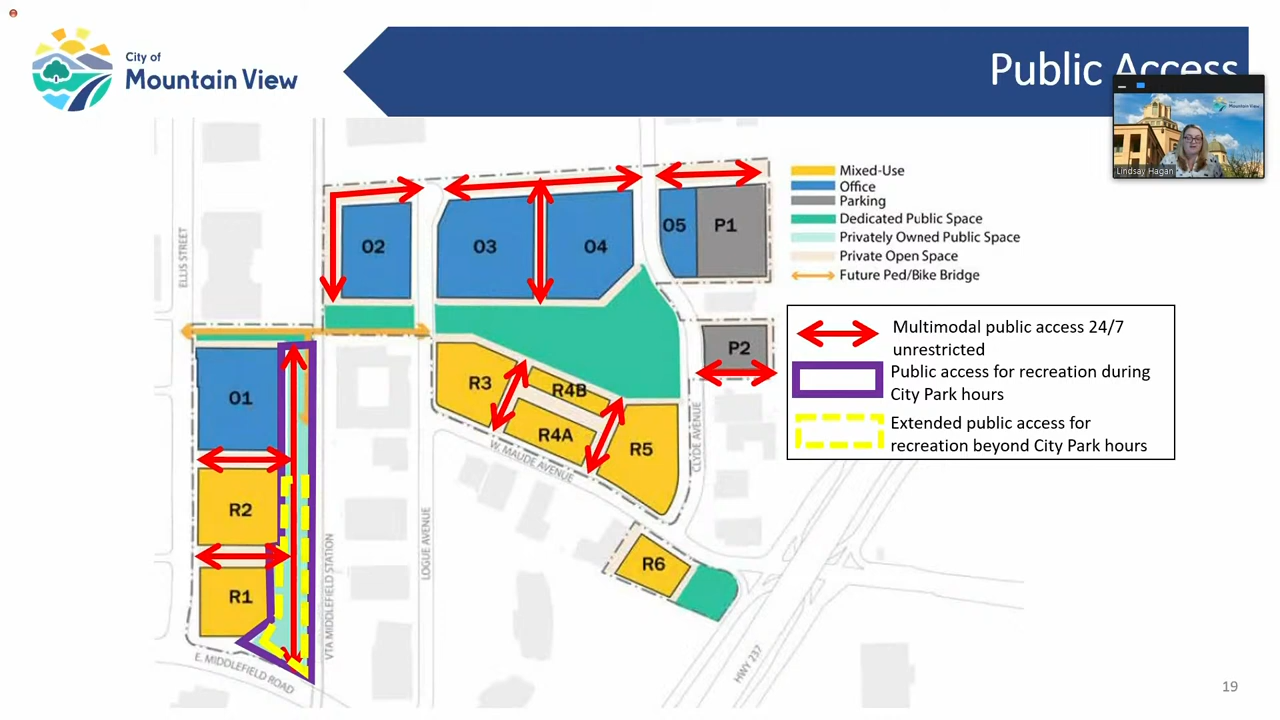 City of
Mountain View
Public Access
Lindsay Hagan
Mountain View
Mixed-Use
Office
Parking
Dedicated Public Space
Privately Owned Public Space
Private Open Space
Future Ped/Bike Bridge
Multimodal public access 24/7
unrestricted
Public access for recreation during
City Park hours
Extended public access for
recreation beyond City Park hours
ELLIS STREET
O2
O3
O4
O5
P1
P2
O1
R3
R4B
R4A
R5
R2
R1
R6
W. MAUDE AVENUE
CLYDE AVENUE
LOGUE AVENUE
VTA MIDDLEFIELD STATION
E. MIDDLEFIELD ROAD
HWY 237
19